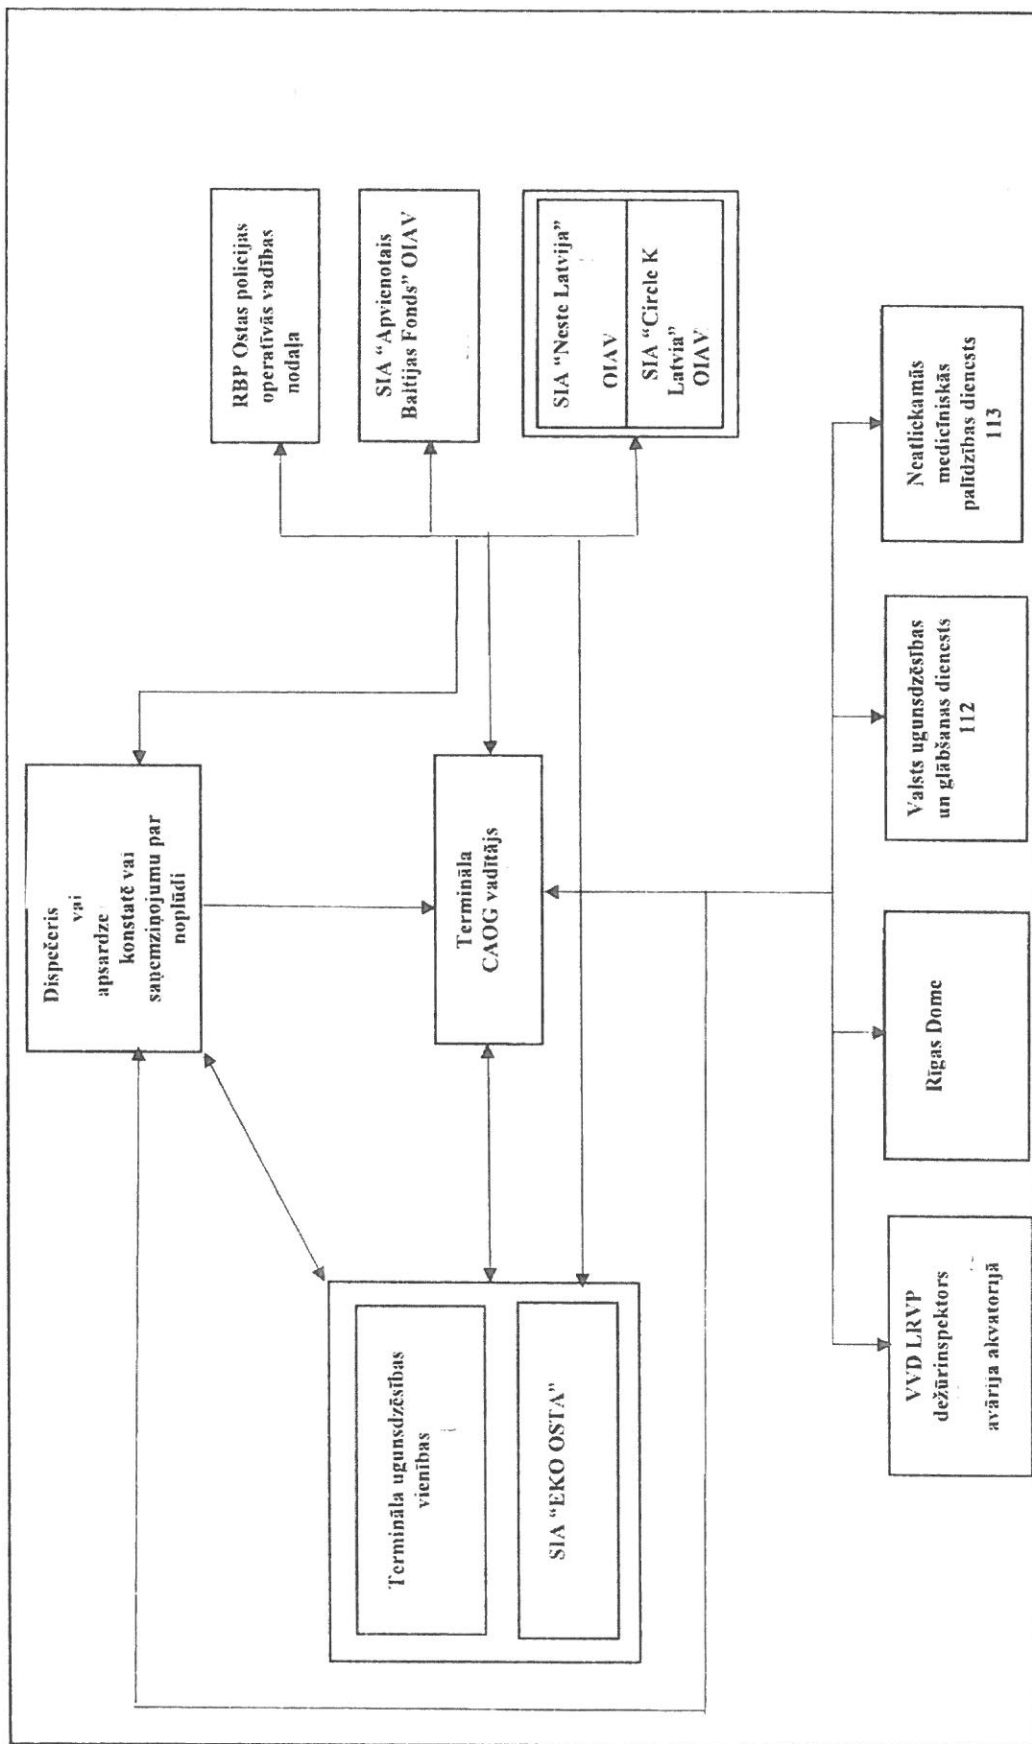 Dispečeris
vai
apsardze
konstatē vai
saņemziņojumu par
noplūdi
RBP Ostas policijas
operatīvās vadības
nodaļa
SIA “Apvienotais
Baltijas Fonds” OIAV
SIA “Neste Latvija”
OIAV
SIA “Circle K
Latvia”
OIAV
Termināla ugunsdzēsības
vienības
SIA “EKO OSTA”
Termināla
CAOG vadītājs
VVD LRVP
dežūrinspektors
avārija akvatorijā
Rīgas Dome
Valsts ugunsdzēsības
un glābšanas dienests
112
Neatliekamās
medicīniskās
palīdzības dienests
113